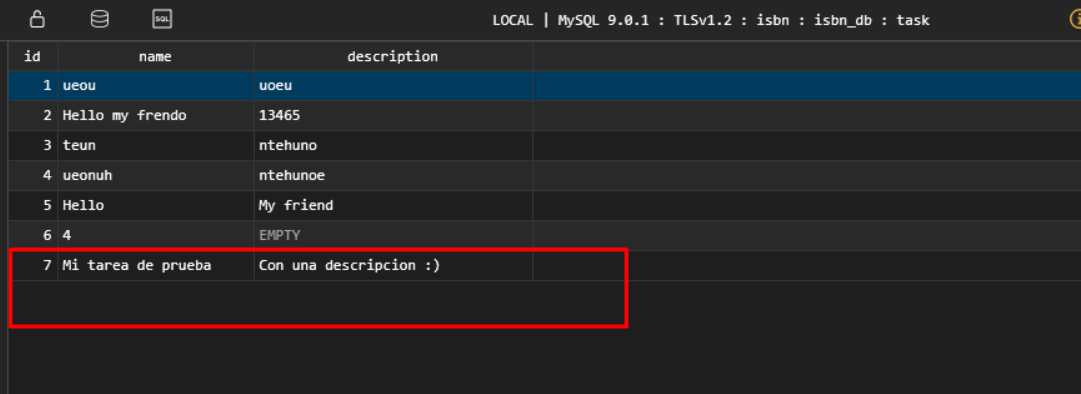 SQL LOCAL | MySQL 9.0.1 : TLSv1.2 : isbn : isbn_db : task
id name description
1 ueou uoeu
2 Hello my frendo 13465
3 teun ntehuno
4 ueonuh ntehunoe
5 Hello My friend
6 4 EMPTY
7 Mi tarea de prueba Con una descripcion :)